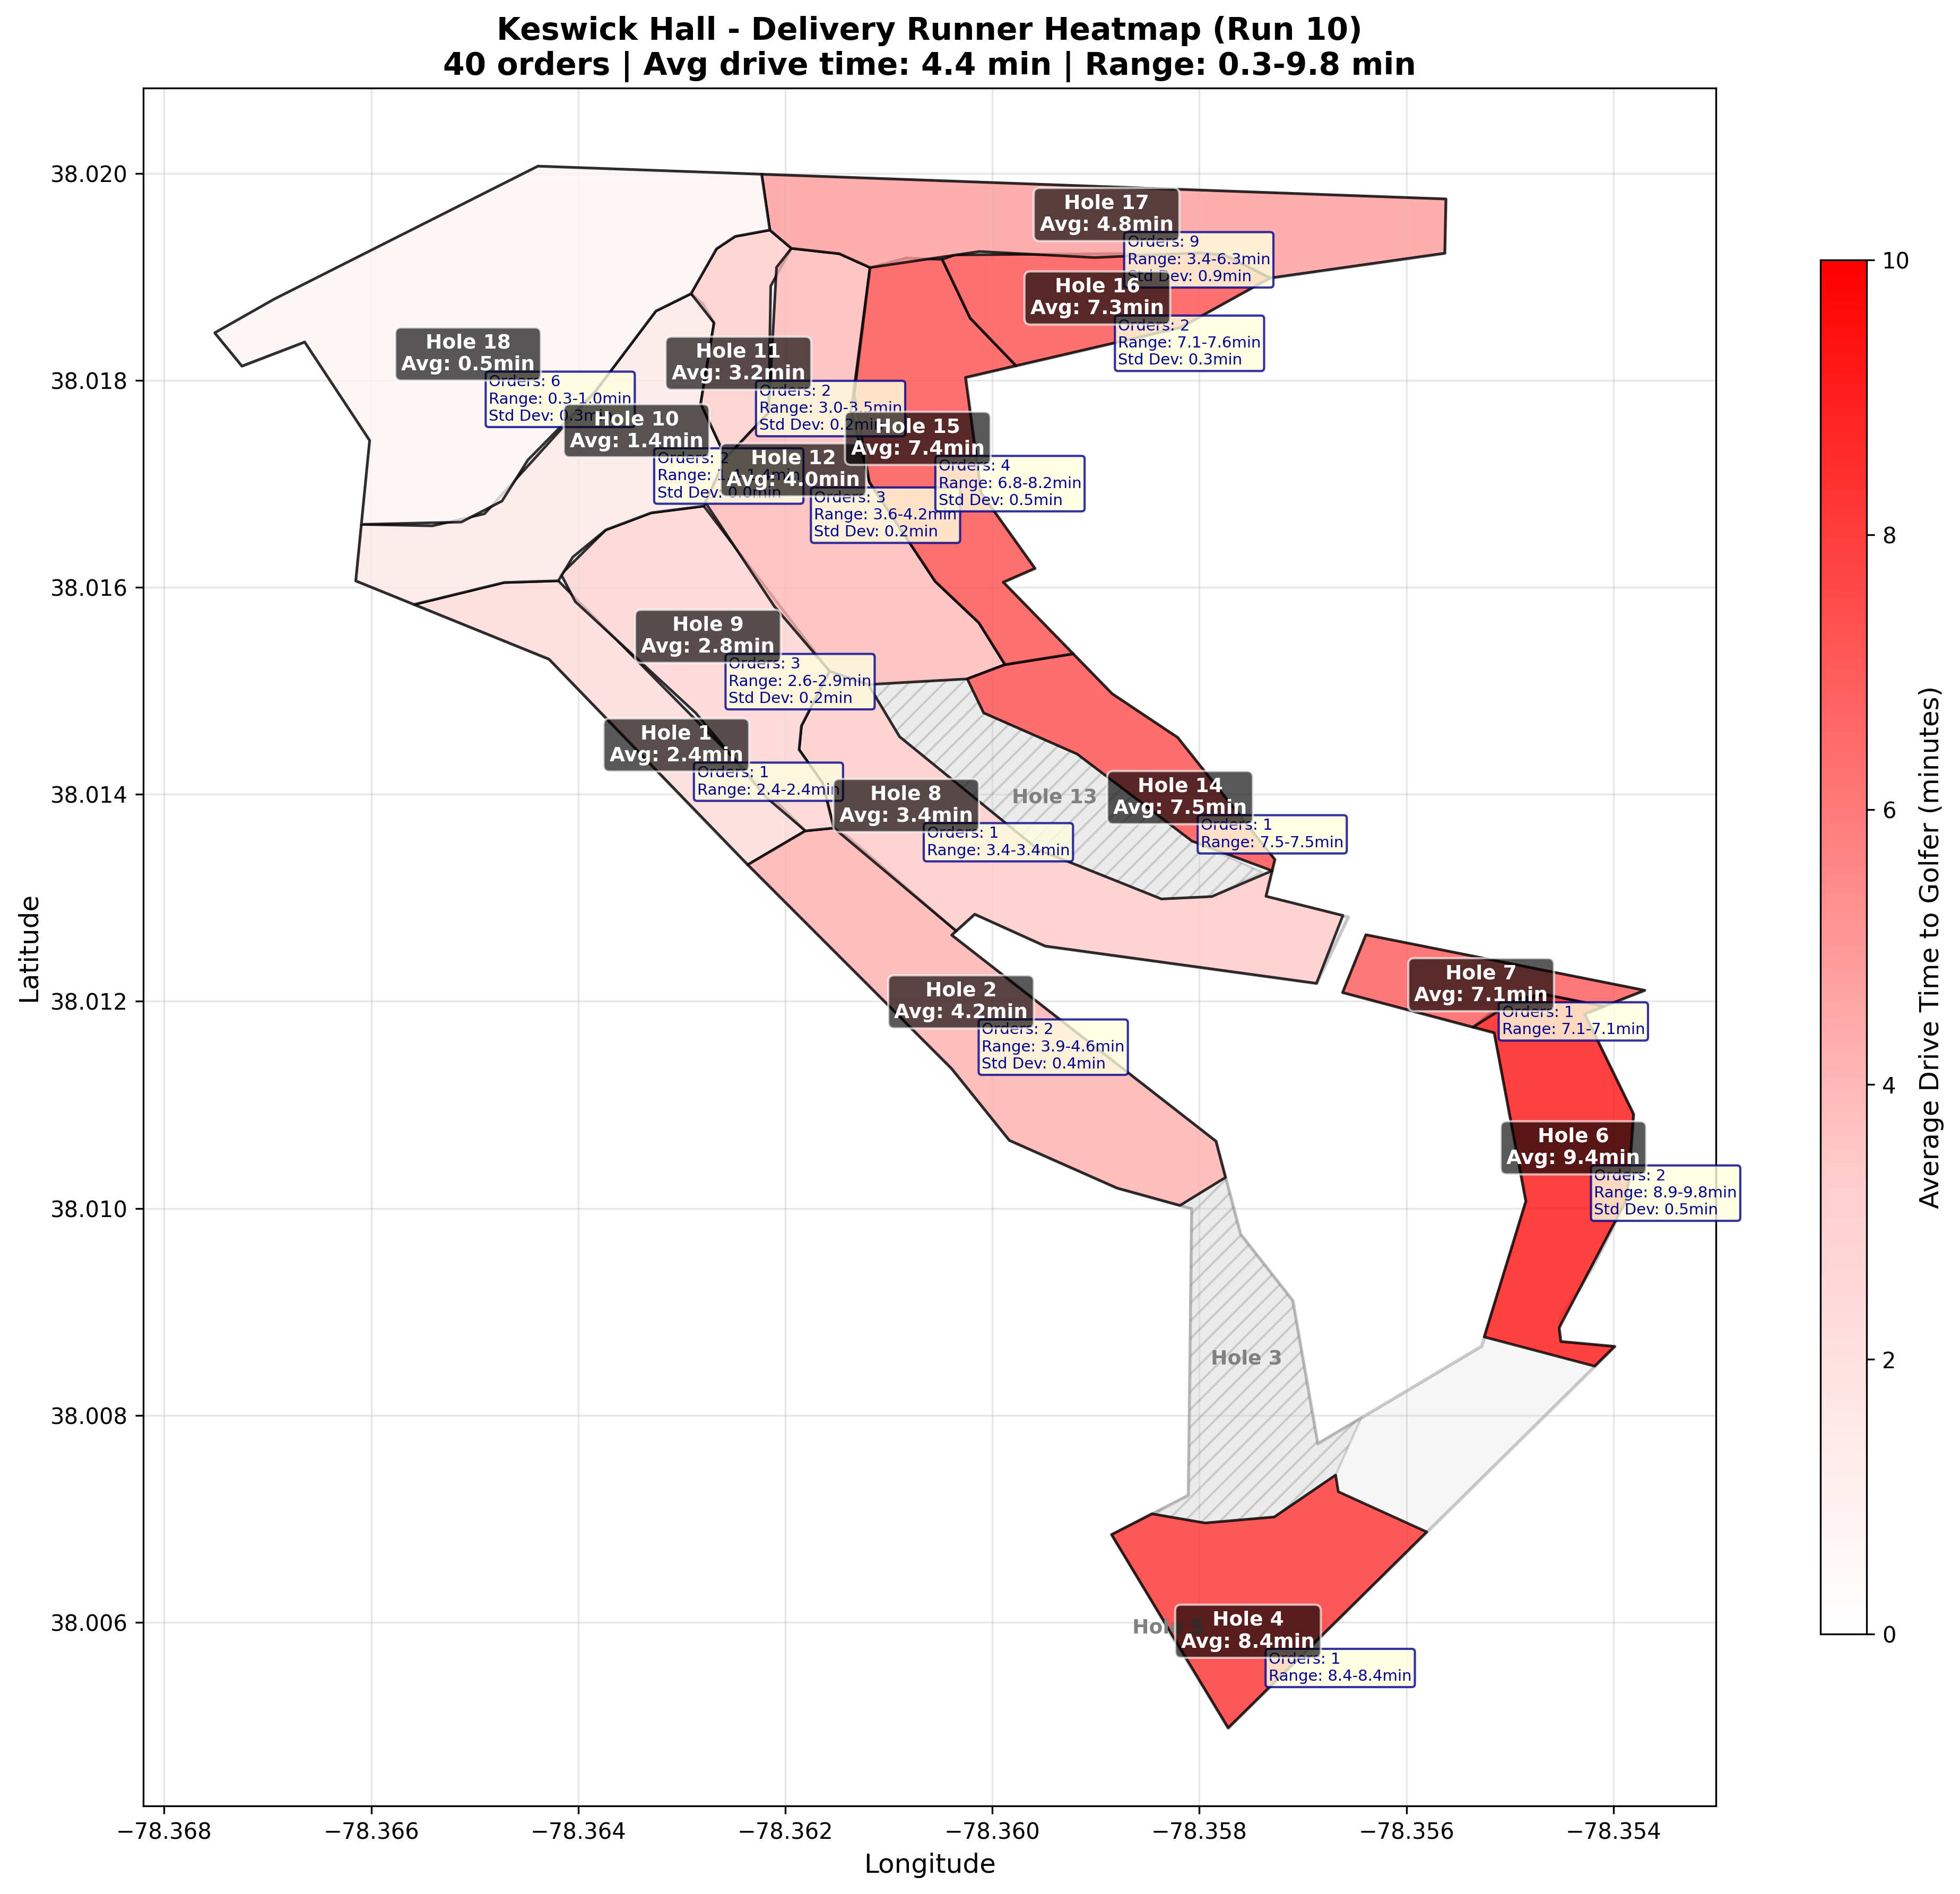 Keswick Hall - Delivery Runner Heatmap (Run 10)
40 orders | Avg drive time: 4.4 min | Range: 0.3-9.8 min
Hole 17
Avg: 4.8min
Orders: 9
Range: 3.4-6.3min
Std Dev: 0.9min
Hole 16
Avg: 7.3min
Orders: 2
Range: 7.1-7.6min
Std Dev: 0.3min
Hole 18
Avg: 0.5min
Orders: 6
Range: 0.3-1.0min
Std Dev: 0.3min
Hole 11
Avg: 3.2min
Orders: 2
Range: 3.0-3.5min
Std Dev: 0.2min
Hole 10
Avg: 1.4min
Orders: 2
Range:
Std Dev: 0.0min
Hole 15
Avg: 7.4min
Orders: 4
Range: 6.8-8.2min
Std Dev: 0.5min
Hole 12
Avg: 4.0min
Orders: 3
Range: 3.6-4.2min
Std Dev: 0.2min
Hole 9
Avg: 2.8min
Orders: 3
Range: 2.6-2.9min
Std Dev: 0.2min
Hole 1
Avg: 2.4min
Orders: 1
Range: 2.4-2.4min
Hole 8
Avg: 3.4min
Orders: 1
Range: 3.4-3.4min
Hole 13
Hole 14
Avg: 7.5min
Orders: 1
Range: 7.5-7.5min
Hole 7
Avg: 7.1min
Orders: 1
Range: 7.1-7.1min
Hole 2
Avg: 4.2min
Orders: 2
Range: 3.9-4.6min
Std Dev: 0.4min
Hole 6
Avg: 9.4min
Orders: 2
Range: 8.9-9.8min
Std Dev: 0.5min
Hole 3
Hole 5
Hole 4
Avg: 8.4min
Orders: 1
Range: 8.4-8.4min
38.020
38.018
38.016
38.014
38.012
38.010
38.008
38.006
Latitude
−78.368
−78.366
−78.364
−78.362
−78.360
−78.358
−78.356
−78.354
Longitude
10
8
6
4
2
0
Average Drive Time to Golfer (minutes)